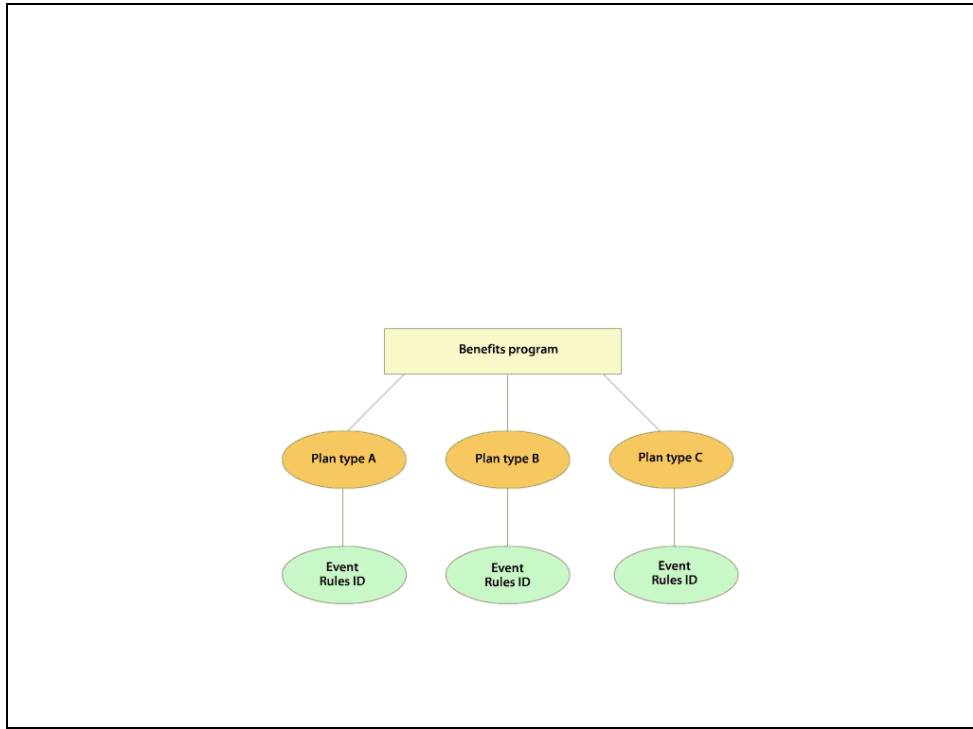 Benefits program
Plan type A
Plan type B
Plan type C
Event
Rules ID
Event
Rules ID
Event
Rules ID